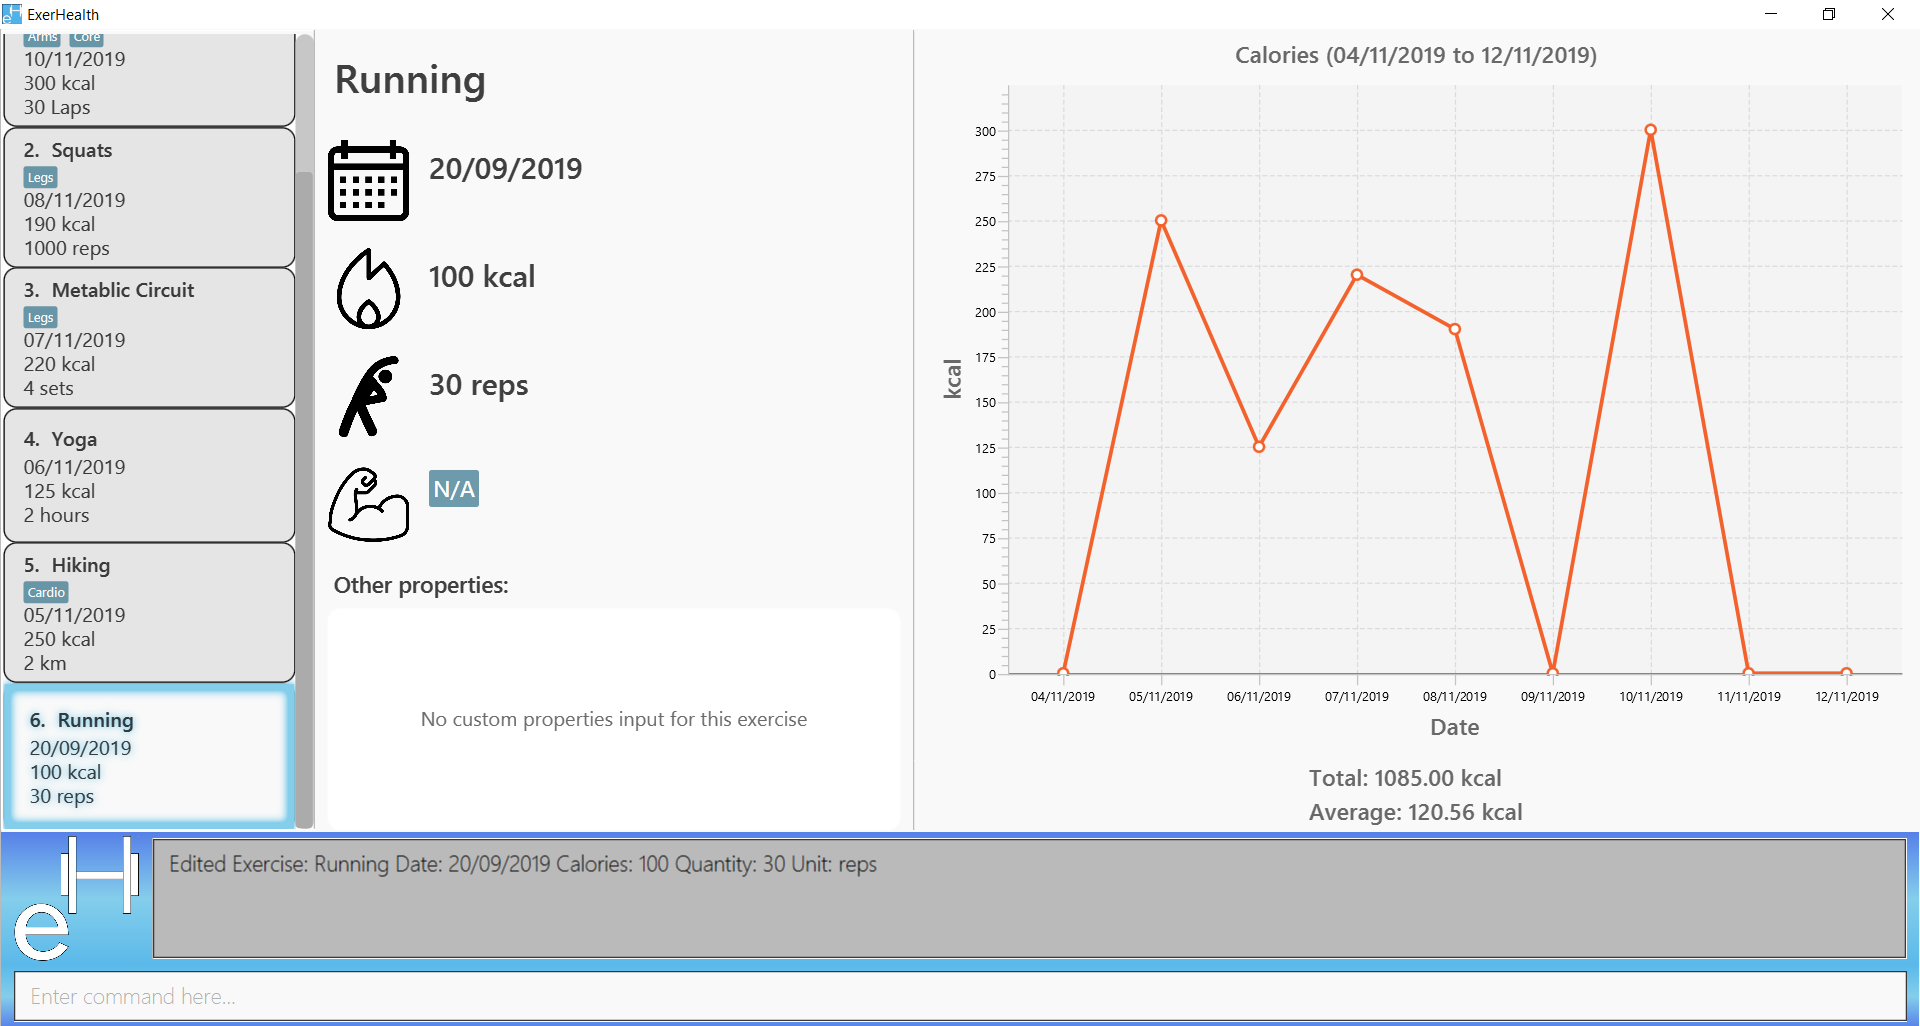 ExerHealth
Arms Core
10/11/2019
300 kcal
30 Laps
2. Squats
Legs
08/11/2019
190 kcal
1000 reps
3. Metablic Circuit
Legs
07/11/2019
220 kcal
4 sets
4. Yoga
06/11/2019
125 kcal
2 hours
5. Hiking
Cardio
05/11/2019
250 kcal
2 km
6. Running
20/09/2019
100 kcal
30 reps
Running
20/09/2019
100 kcal
30 reps
N/A
Other properties:
No custom properties input for this exercise
Calories (04/11/2019 to 12/11/2019)
kcal
300
275
250
225
200
175
150
125
100
75
50
25
0
04/11/2019 05/11/2019 06/11/2019 07/11/2019 08/11/2019 09/11/2019 10/11/2019 11/11/2019 12/11/2019
Date
Total: 1085.00 kcal
Average: 120.56 kcal
eH
Edited Exercise: Running Date: 20/09/2019 Calories: 100 Quantity: 30 Unit: reps
Enter command here...